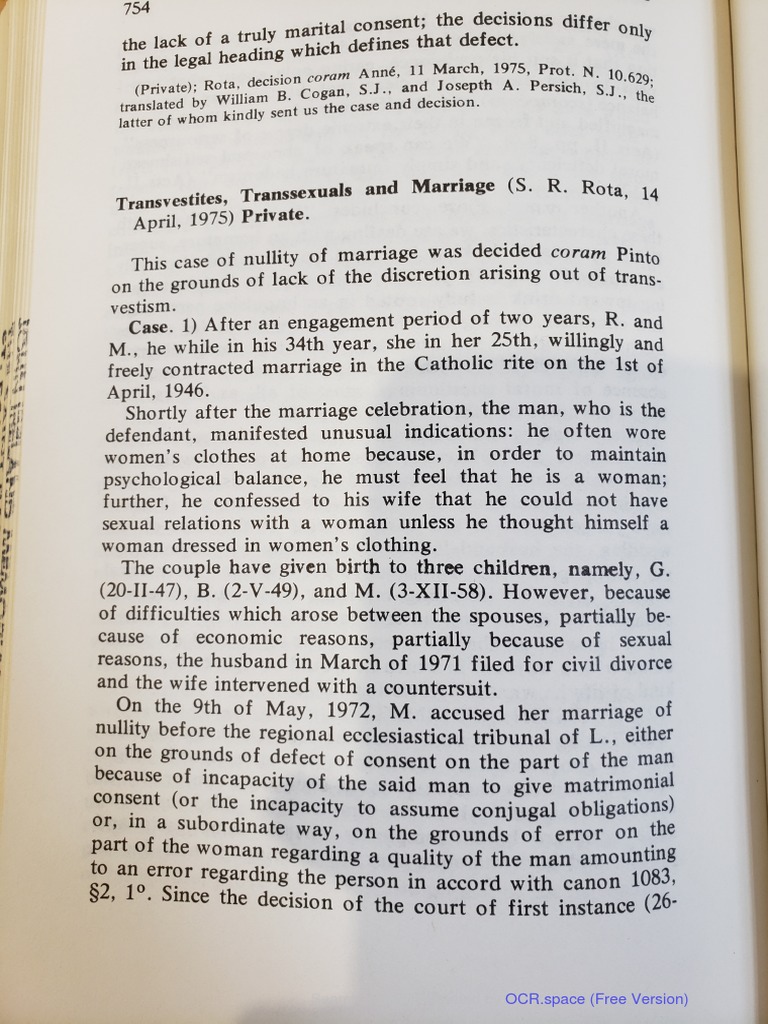 754
the lack of a truly marital consent; the decisions differ only
in the legal heading which defines that defect.
(Private); Rota, decision coram Anné, 11 March, 1975, Prot. N. 10.629;
translated by William B. Cogan, S.J., and Josepth A. Persich, S.J., the
latter of whom kindly sent us the case and decision.
Transvestites, Transsexuals and Marriage (S. R. Rota, 14
April, 1975) Private.
This case of nullity of marriage was decided coram Pinto
on the grounds of lack of the discretion arising out of trans-
vestism.
Case. 1) After an engagement period of two years, R. and
M., he while in his 34th year, she in her 25th, willingly and
freely contracted marriage in the Catholic rite on the 1st of
April, 1946.
Shortly after the marriage celebration, the man, who is the
defendant, manifested unusual indications: he often wore
women's clothes at home because, in order to maintain
psychological balance, he must feel that he is a woman;
further, he confessed to his wife that he could not have
sexual relations with a woman unless he thought himself a
woman dressed in women's clothing.
The couple have given birth to three children, namely, G.
(20-II-47), B. (2-V-49), and M. (3-XII-58). However, because
of difficulties which arose between the spouses, partially be-
cause of economic reasons, partially because of sexual
reasons, the husband in March of 1971 filed for civil divorce
and the wife intervened with a countersuit.
On the 9th of May, 1972, M. accused her marriage of
nullity before the regional ecclesiastical tribunal of L., either
on the grounds of defect of consent on the part of the man
because of incapacity of the said man to give matrimonial
consent (or the incapacity to assume conjugal obligations)
or, in a subordinate way, on the grounds of error on the
part of the woman regarding a quality of the man amounting
to an error regarding the person in accord with canon 1083,
§2, 1º. Since the decision of the court of first instance (26-
OCR.space (Free Version)